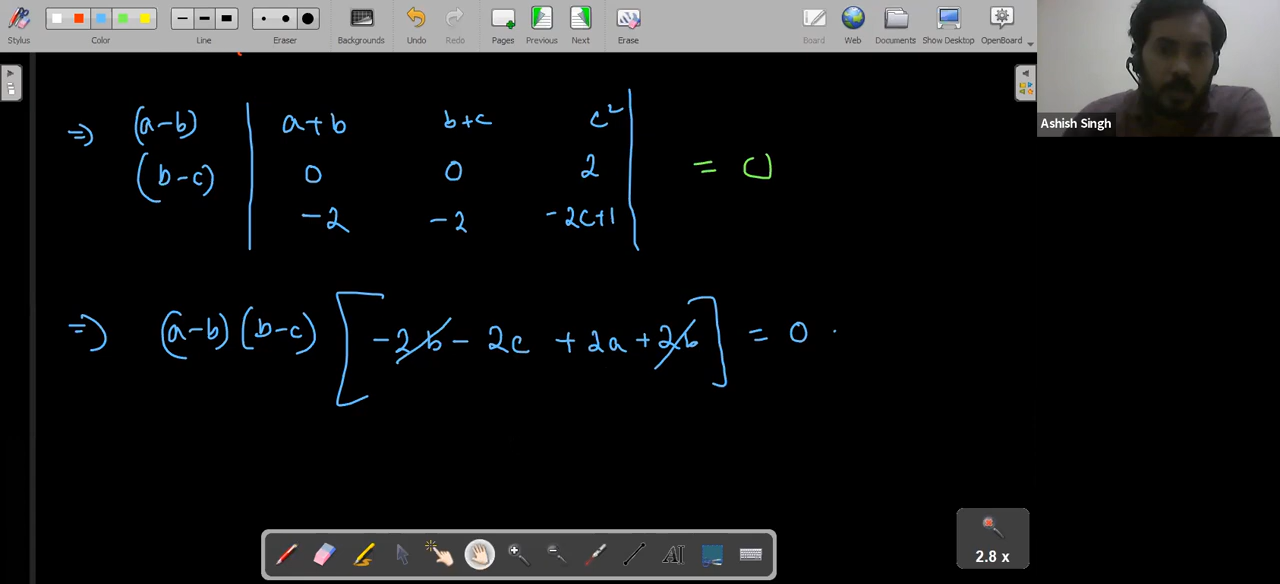 Stylus Color Line Eraser Backgrounds Undo Redo Pages Previous Next Erase Board Web Documents Show Desktop OpenBoard
Ashish Singh
⇒ (a-b) | a+b b+c c² |
(b-c) | 0 0 2 | = 0
| -2 -2 -2c+1 |
⇒ (a-b) (b-c) [ -2b - 2c + 2a + 2b ] = 0 .
AI
2.8 x